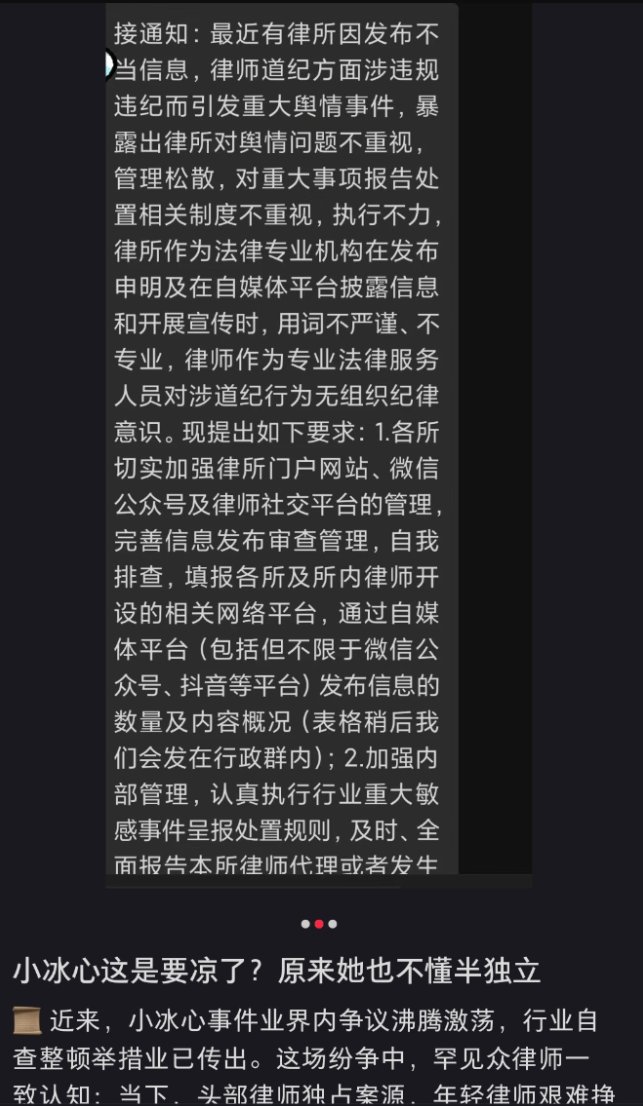 接通知：最近有律所因发布不
当信息，律师道纪方面涉违规
违纪而引发重大舆情事件，暴
露出律所对舆情问题不重视，
管理松散，对重大事项报告处
置相关制度不重视，执行不力，
律所作为法律专业机构在发布
申明及在自媒体平台披露信息
和开展宣传时，用词不严谨、不
专业，律师作为专业法律服务
人员对涉道纪行为无组织纪律
意识。现提出如下要求：1.各所
切实加强律所门户网站、微信
公众号及律师社交平台的管理，
完善信息发布审查管理，自我
排查，填报各所及所内律师开
设的相关网络平台，通过自媒
体平台（包括但不限于微信公
众号、抖音等平台）发布信息的
数量及内容概况（表格稍后我
们会发在行政群内）；2.加强内
部管理，认真执行行业重大敏
感事件呈报处置规则，及时、全
面报告本所律师代理或者发生
小冰心这是要凉了？原来她也不懂半独立
近来，小冰心事件业界内争议沸腾激荡，行业自
查整顿举措业已传出。这场纷争中，罕见众律师一
致认知：当下，头部律师独占案源，年轻律师艰难挣